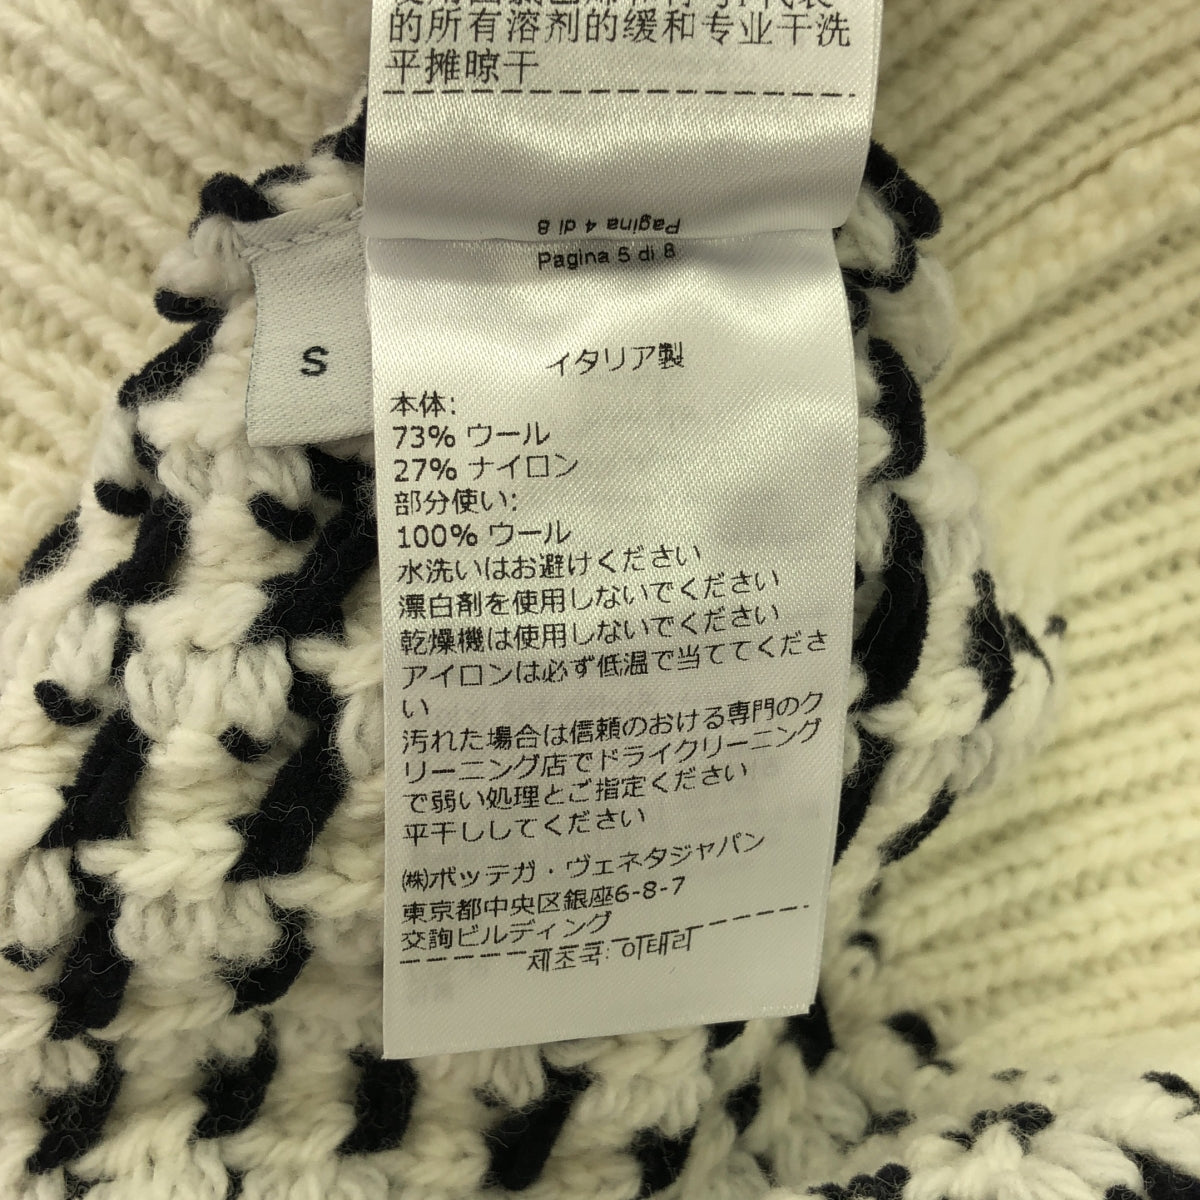 的所有溶剂的缓和专业干洗
平摊晾干
Pagina 4 di 8
Pagina 5 di 8
S
イタリア製
本体:
73% ウール
27% ナイロン
部分使い:
100% ウール
水洗いはお避けください
漂白剤を使用しないでください
乾燥機は使用しないでください
アイロンは必ず低温で当ててくださ
い
汚れた場合は信頼のおける専門のク
リーニング店でドライクリーニング
で弱い処理とご指定ください
平干ししてください
㈱ボッテガ・ヴェネタジャパン
東京都中央区銀座6-8-7
交詢ビルディング
제조국: 이태리